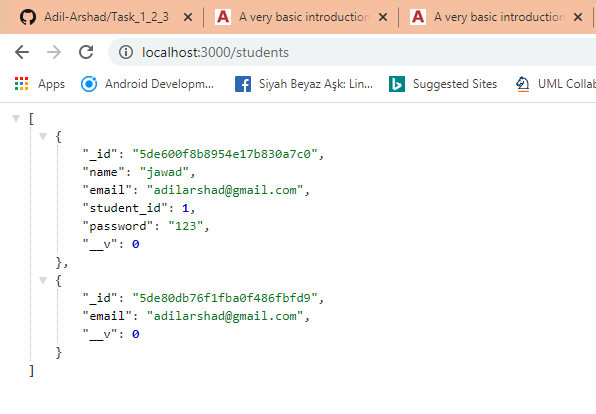 Adil-Arshad/Task_1_2_3
A very basic introduction
A very basic introduction
localhost:3000/students
Apps
Android Developm...
Siyah Beyaz Aşk: Lin...
Suggested Sites
UML Collab
[
{
"_id": "5de600f8b8954e17b830a7c0",
"name": "jawad",
"email": "adilarshad@gmail.com",
"student_id": 1,
"password": "123",
"__v": 0
},
{
"_id": "5de80db76f1fba0f486fbfd9",
"email": "adilarshad@gmail.com",
"__v": 0
}
]